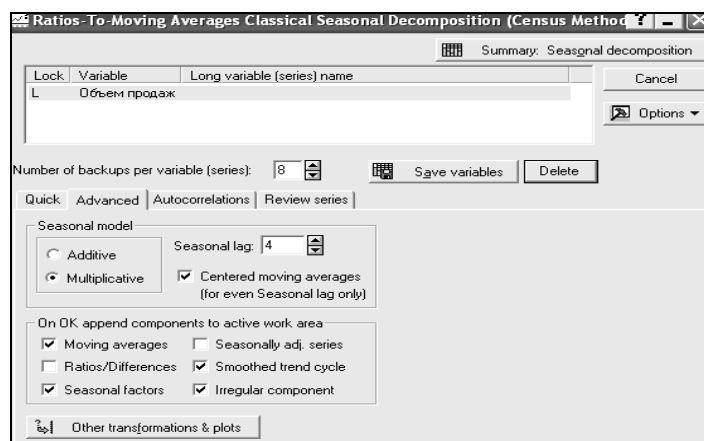 Ratios-To-Moving Averages Classical Seasonal Decomposition (Census Method
Summary: Seasonal decomposition
Lock Variable Long variable (series) name
L Объем продаж
Cancel
Options
Number of backups per variable (series): 8 Save variables Delete
Quick Advanced Autocorrelations Review series
Seasonal model
Additive
Multiplicative
Seasonal lag: 4
Centered moving averages
(for even Seasonal lag only)
On OK append components to active work area
Moving averages Seasonally adj. series
Ratios/Differences Smoothed trend cycle
Seasonal factors Irregular component
Other transformations & plots